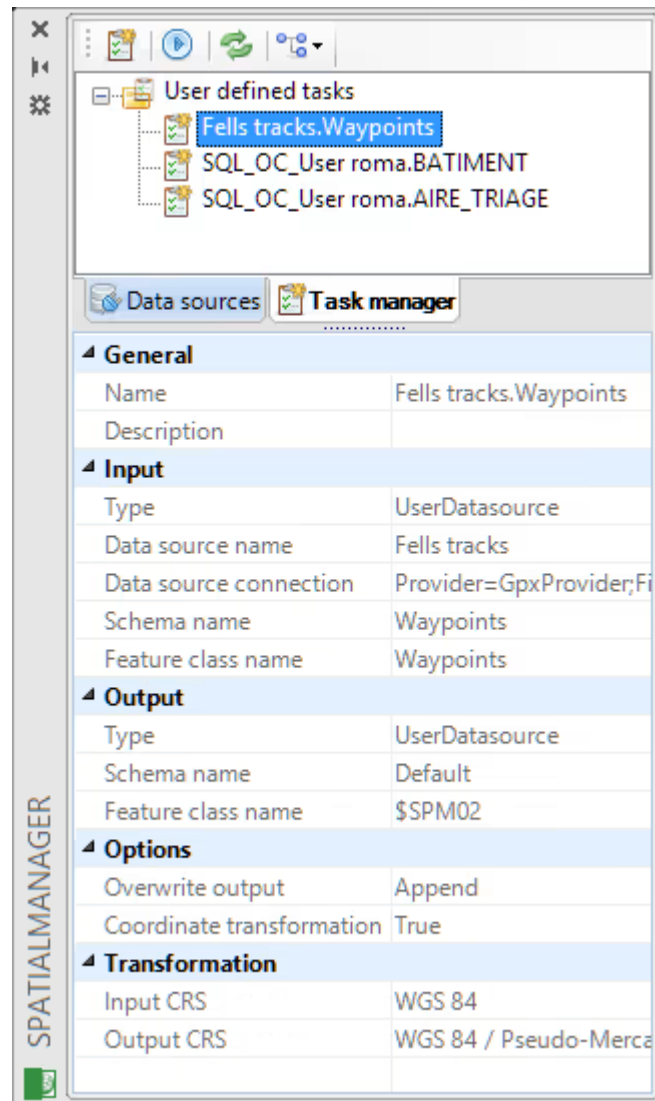 User defined tasks
Fells tracks.Waypoints
SQL_OC_User roma.BATIMENT
SQL_OC_User roma.AIRE_TRIAGE
Data sources Task manager
General
Name Fells tracks.Waypoints
Description
Input
Type UserDatasource
Data source name Fells tracks
Data source connection Provider=GpxProvider;Fi
Schema name Waypoints
Feature class name Waypoints
Output
Type UserDatasource
Schema name Default
Feature class name $SPM02
Options
Overwrite output Append
Coordinate transformation True
Transformation
Input CRS WGS 84
Output CRS WGS 84 / Pseudo-Merca
SPATIALMANAGER